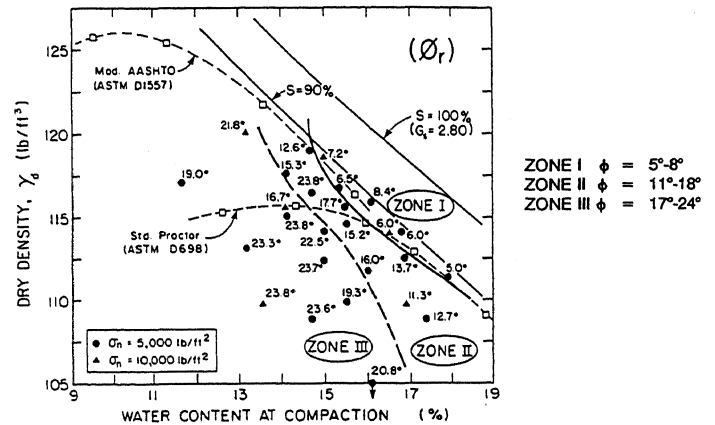 (Ør)
125
120
115
110
105
DRY DENSITY, γd (lb/ft³)
Mod. AASHTO
(ASTM D1557)
S=90%
S=100%
(Gs=2.80)
21.8°
12.6°
7.2°
15.3°
19.0°
23.8°
6.5°
8.4°
ZONE I
16.7°
17.7°
Std. Proctor
(ASTM D698)
23.8°
15.2°
6.0°
6.0°
23.3°
22.5°
23.7°
16.0°
13.7°
5.0°
23.8°
19.3°
11.3°
23.6°
12.7°
ZONE III
ZONE II
20.8°
● σn = 5,000 lb/ft²
▲ σn = 10,000 lb/ft²
9 11 13 15 17 19
WATER CONTENT AT COMPACTION (%)
ZONE I ϕ = 5°-8°
ZONE II ϕ = 11°-18°
ZONE III ϕ = 17°-24°